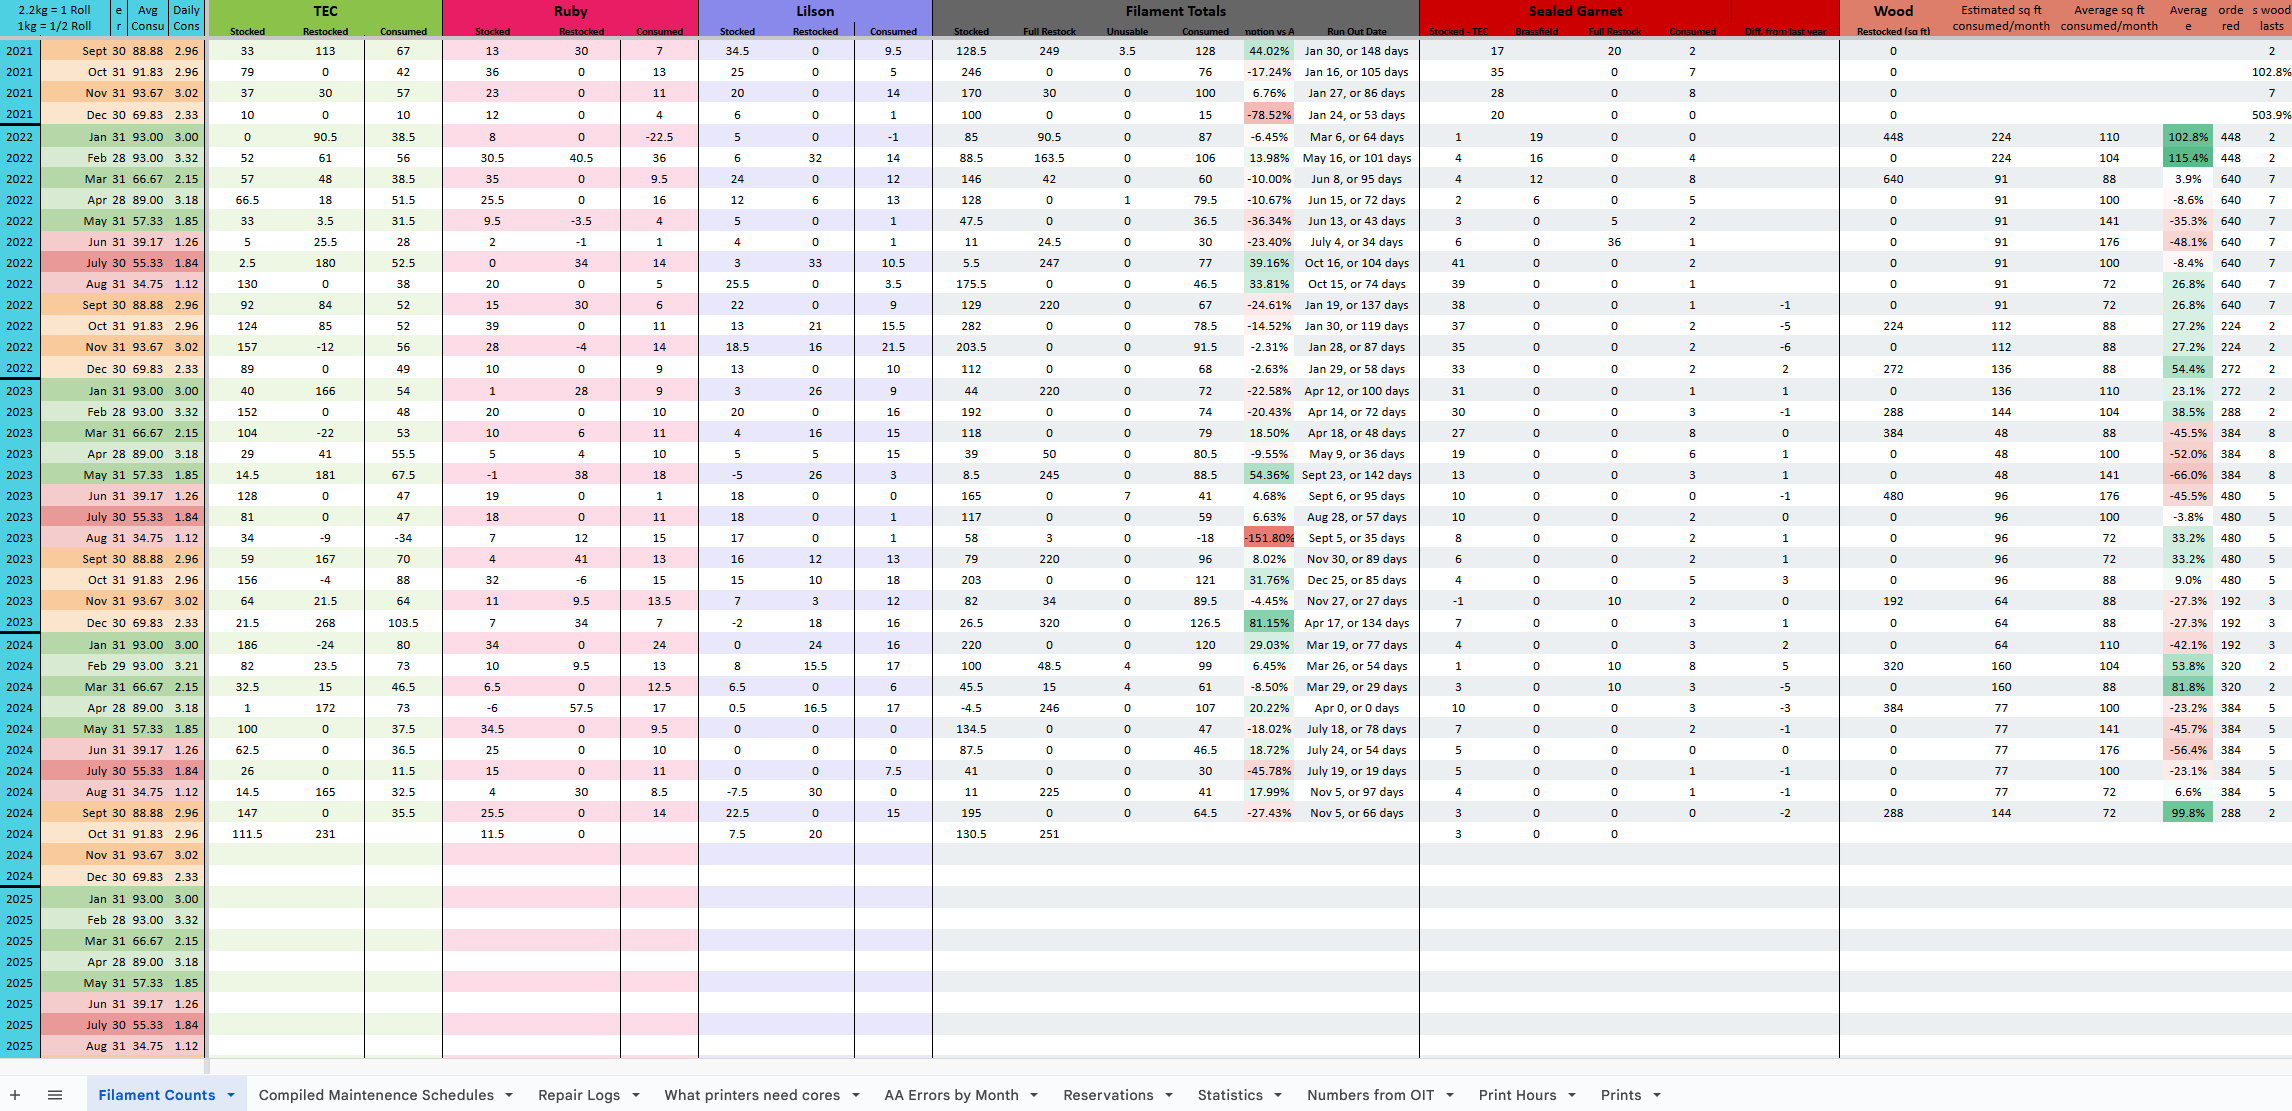 2.2kg = 1 Roll e Avg Daily TEC Ruby Lilson Filament Totals Sealed Garnet Wood Estimated sq ft Average sq ft Averag orde s wood
1kg = 1/2 Roll r Consu Cons Stocked Restocked Consumed Stocked Restocked Consumed Stocked Restocked Consumed Stocked Full Restock Unusable Consumed nption vs A Run Out Date Stocked - TEC Brassfield Full Restock Consumed Diff. from last year Restocked (sq ft) consumed/month consumed/month e red lasts
2021 Sept 30 88.88 2.96 33 113 67 13 30 7 34.5 0 9.5 128.5 249 3.5 128 44.02% Jan 30, or 148 days 17 20 2 0 2
2021 Oct 31 91.83 2.96 79 0 42 36 0 13 25 0 5 246 0 0 76 -17.24% Jan 16, or 105 days 35 0 7 0 102.8%
2021 Nov 31 93.67 3.02 37 30 57 23 0 11 20 0 14 170 30 0 100 6.76% Jan 27, or 86 days 28 0 8 0 7
2021 Dec 30 69.83 2.33 10 0 10 12 0 4 6 0 1 100 0 0 15 -78.52% Jan 24, or 53 days 20 0 0 0 503.9%
2022 Jan 31 93.00 3.00 0 90.5 38.5 8 0 -22.5 5 0 -1 85 90.5 0 87 -6.45% Mar 6, or 64 days 1 19 0 0 448 224 110 102.8% 448 2
2022 Feb 28 93.00 3.32 52 61 56 30.5 40.5 36 6 32 14 88.5 163.5 0 106 13.98% May 16, or 101 days 4 16 0 4 0 224 104 115.4% 448 2
2022 Mar 31 66.67 2.15 57 48 38.5 35 0 9.5 24 0 12 146 42 0 60 -10.00% Jun 8, or 95 days 4 12 0 8 640 91 88 3.9% 640 7
2022 Apr 28 89.00 3.18 66.5 18 51.5 25.5 0 16 12 6 13 128 0 1 79.5 -10.67% Jun 15, or 72 days 2 6 0 5 0 91 100 -8.6% 640 7
2022 May 31 57.33 1.85 33 3.5 31.5 9.5 -3.5 4 5 0 1 47.5 0 0 36.5 -36.34% Jun 13, or 43 days 3 0 5 2 0 91 141 -35.3% 640 7
2022 Jun 31 39.17 1.26 5 25.5 28 2 -1 1 4 0 1 11 24.5 0 30 -23.40% July 4, or 34 days 6 0 36 1 0 91 176 -48.1% 640 7
2022 July 30 55.33 1.84 2.5 180 52.5 0 34 14 3 33 10.5 5.5 247 0 77 39.16% Oct 16, or 104 days 41 0 0 2 0 91 100 -8.4% 640 7
2022 Aug 31 34.75 1.12 130 0 38 20 0 5 25.5 0 3.5 175.5 0 0 46.5 33.81% Oct 15, or 74 days 39 0 0 1 0 91 72 26.8% 640 7
2022 Sept 30 88.88 2.96 92 84 52 15 30 6 22 0 9 129 220 0 67 -24.61% Jan 19, or 137 days 38 0 0 1 -1 0 91 72 26.8% 640 7
2022 Oct 31 91.83 2.96 124 85 52 39 0 11 13 21 15.5 282 0 0 78.5 -14.52% Jan 30, or 119 days 37 0 0 2 -5 224 112 88 27.2% 224 2
2022 Nov 31 93.67 3.02 157 -12 56 28 -4 14 18.5 16 21.5 203.5 0 0 91.5 -2.31% Jan 28, or 87 days 35 0 0 2 -6 0 112 88 27.2% 224 2
2022 Dec 30 69.83 2.33 89 0 49 10 0 9 13 0 10 112 0 0 68 -2.63% Jan 29, or 58 days 33 0 0 2 2 272 136 88 54.4% 272 2
2023 Jan 31 93.00 3.00 40 166 54 1 28 9 3 26 9 44 220 0 72 -22.58% Apr 12, or 100 days 31 0 0 1 1 0 136 110 23.1% 272 2
2023 Feb 28 93.00 3.32 152 0 48 20 0 10 20 0 16 192 0 0 74 -20.43% Apr 14, or 72 days 30 0 0 3 -1 288 144 104 38.5% 288 2
2023 Mar 31 66.67 2.15 104 -22 53 10 6 11 4 16 15 118 0 0 79 18.50% Apr 18, or 48 days 27 0 0 8 0 384 48 88 -45.5% 384 8
2023 Apr 28 89.00 3.18 29 41 55.5 5 4 10 5 5 15 39 50 0 80.5 -9.55% May 9, or 36 days 19 0 0 6 1 0 48 100 -52.0% 384 8
2023 May 31 57.33 1.85 14.5 181 67.5 -1 38 18 -5 26 3 8.5 245 0 88.5 54.36% Sept 23, or 142 days 13 0 0 3 1 0 48 141 -66.0% 384 8
2023 Jun 31 39.17 1.26 128 0 47 19 0 1 18 0 0 165 0 7 41 4.68% Sept 6, or 95 days 10 0 0 0 -1 480 96 176 -45.5% 480 5
2023 July 30 55.33 1.84 81 0 47 18 0 11 18 0 1 117 0 0 59 6.63% Aug 28, or 57 days 10 0 0 2 0 0 96 100 -3.8% 480 5
2023 Aug 31 34.75 1.12 34 -9 -34 7 12 15 17 0 1 58 3 0 -18 -151.80% Sept 5, or 35 days 8 0 0 2 1 0 96 72 33.2% 480 5
2023 Sept 30 88.88 2.96 59 167 70 4 41 13 16 12 13 79 220 0 96 8.02% Nov 30, or 89 days 6 0 0 2 1 0 96 72 33.2% 480 5
2023 Oct 31 91.83 2.96 156 -4 88 32 -6 15 15 10 18 203 0 0 121 31.76% Dec 25, or 85 days 4 0 0 5 3 0 96 88 9.0% 480 5
2023 Nov 31 93.67 3.02 64 21.5 64 11 9.5 13.5 7 3 12 82 34 0 89.5 -4.45% Nov 27, or 27 days -1 0 10 2 0 192 64 88 -27.3% 192 3
2023 Dec 30 69.83 2.33 21.5 268 103.5 7 34 7 -2 18 16 26.5 320 0 126.5 81.15% Apr 17, or 134 days 7 0 0 3 1 0 64 88 -27.3% 192 3
2024 Jan 31 93.00 3.00 186 -24 80 34 0 24 0 24 16 220 0 0 120 29.03% Mar 19, or 77 days 4 0 0 3 2 0 64 110 -42.1% 192 3
2024 Feb 29 93.00 3.21 82 23.5 73 10 9.5 13 8 15.5 17 100 48.5 4 99 6.45% Mar 26, or 54 days 1 0 10 8 5 320 160 104 53.8% 320 2
2024 Mar 31 66.67 2.15 32.5 15 46.5 6.5 0 12.5 6.5 0 6 45.5 15 4 61 -8.50% Mar 29, or 29 days 3 0 10 3 -5 0 160 88 81.8% 320 2
2024 Apr 28 89.00 3.18 1 172 73 -6 57.5 17 0.5 16.5 17 -4.5 246 0 107 20.22% Apr 0, or 0 days 10 0 0 3 -3 384 77 100 -23.2% 384 5
2024 May 31 57.33 1.85 100 0 37.5 34.5 0 9.5 0 0 0 134.5 0 0 47 -18.02% July 18, or 78 days 7 0 0 2 -1 0 77 141 -45.7% 384 5
2024 Jun 31 39.17 1.26 62.5 0 36.5 25 0 10 0 0 0 87.5 0 0 46.5 18.72% July 24, or 54 days 5 0 0 0 0 0 77 176 -56.4% 384 5
2024 July 30 55.33 1.84 26 0 11.5 15 0 11 0 0 7.5 41 0 0 30 -45.78% July 19, or 19 days 5 0 0 1 -1 0 77 100 -23.1% 384 5
2024 Aug 31 34.75 1.12 14.5 165 32.5 4 30 8.5 -7.5 30 0 11 225 0 41 17.99% Nov 5, or 97 days 4 0 0 1 -1 0 77 72 6.6% 384 5
2024 Sept 30 88.88 2.96 147 0 35.5 25.5 0 14 22.5 0 15 195 0 0 64.5 -27.43% Nov 5, or 66 days 3 0 0 0 -2 288 144 72 99.8% 288 2
2024 Oct 31 91.83 2.96 111.5 231 11.5 0 7.5 20 130.5 251 3 0 0
2024 Nov 31 93.67 3.02
2024 Dec 30 69.83 2.33
2025 Jan 31 93.00 3.00
2025 Feb 28 93.00 3.32
2025 Mar 31 66.67 2.15
2025 Apr 28 89.00 3.18
2025 May 31 57.33 1.85
2025 Jun 31 39.17 1.26
2025 July 30 55.33 1.84
2025 Aug 31 34.75 1.12
Filament Counts Compiled Maintenence Schedules Repair Logs What printers need cores AA Errors by Month Reservations Statistics Numbers from OIT Print Hours Prints